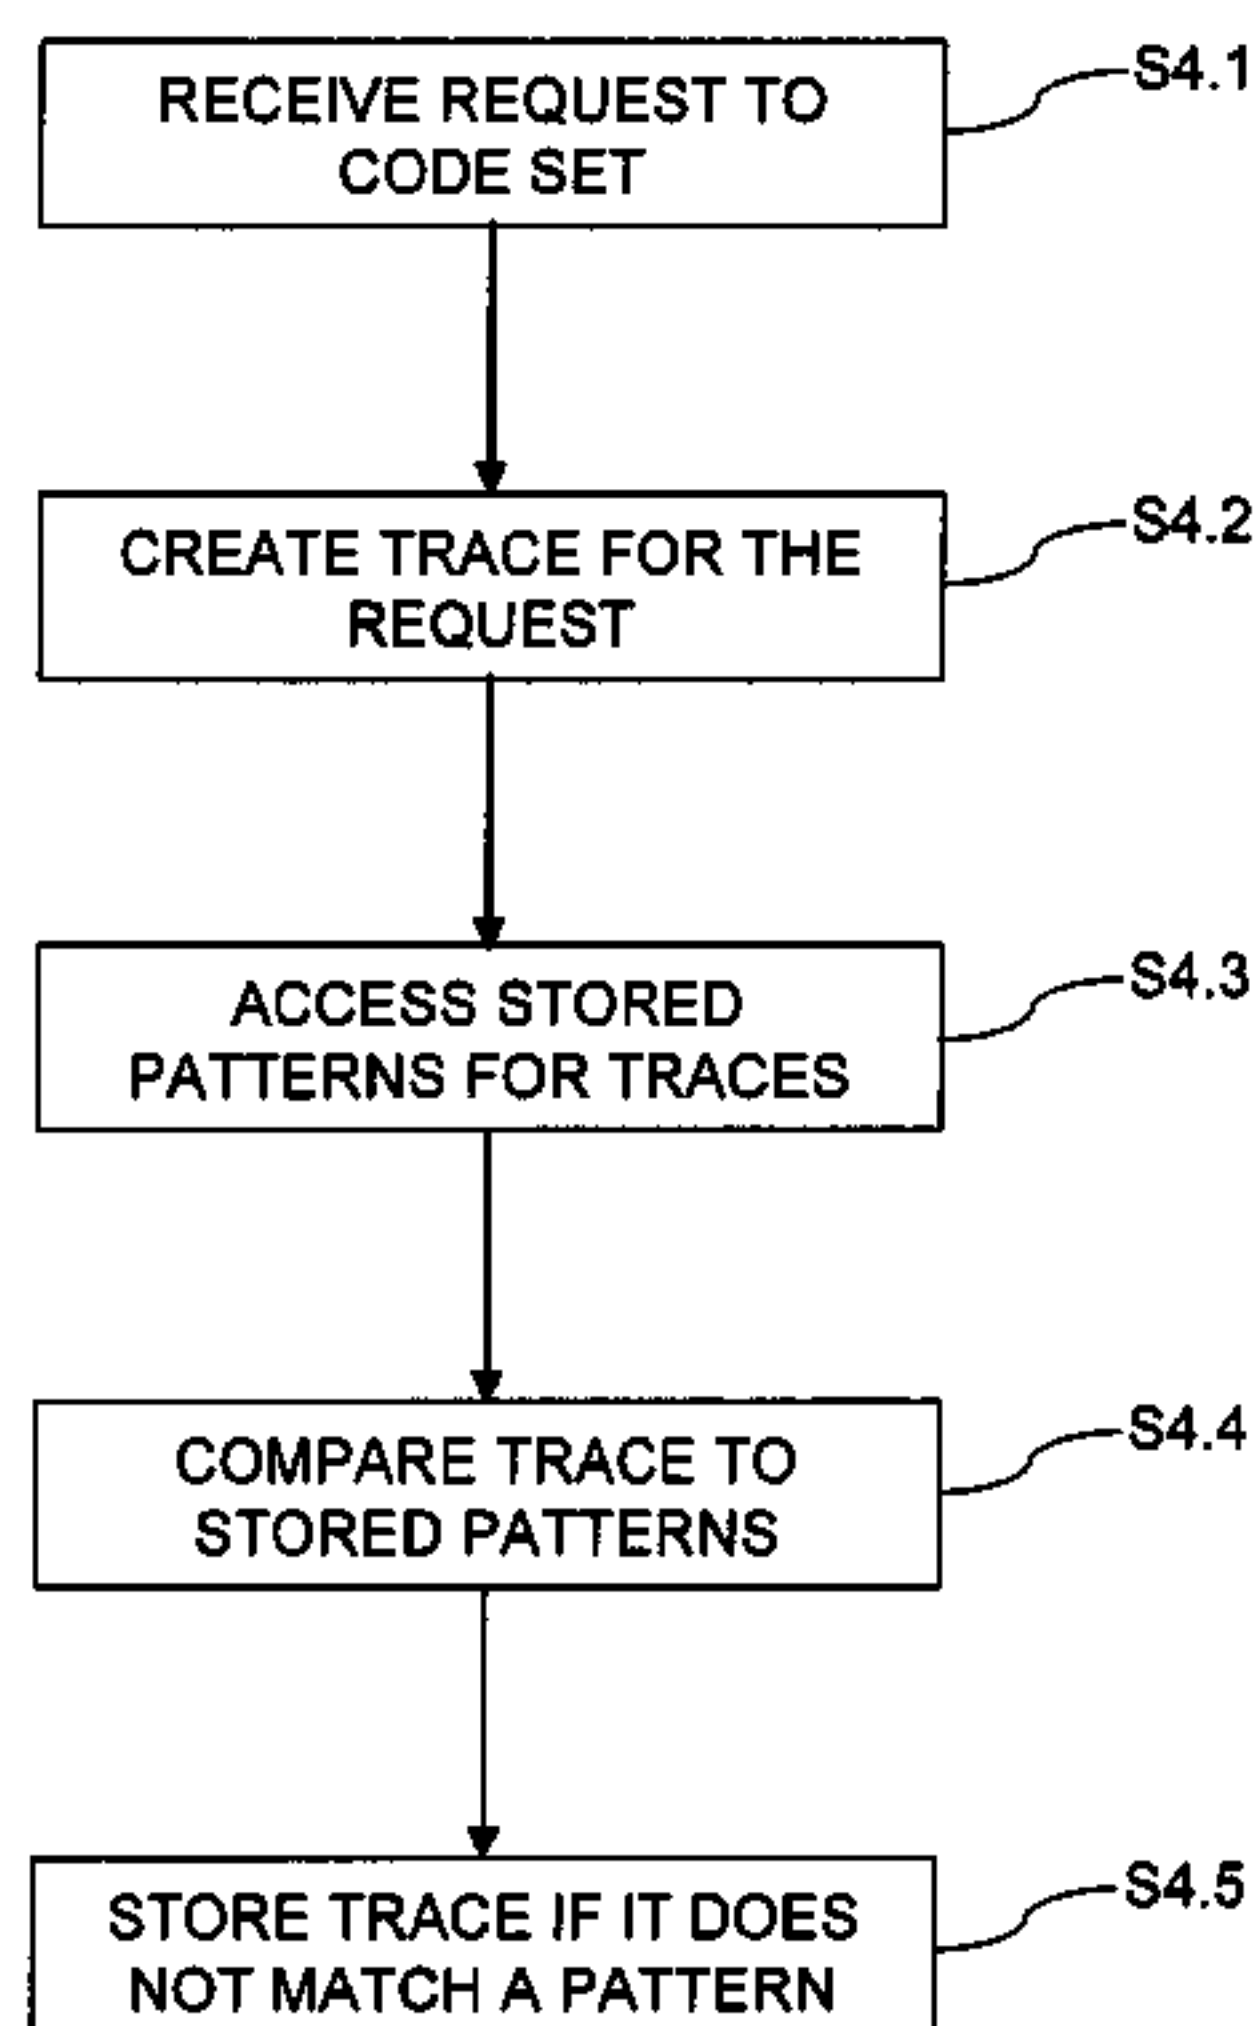 RECEIVE REQUEST TO
CODE SET
S4.1
CREATE TRACE FOR THE
REQUEST
S4.2
ACCESS STORED
PATTERNS FOR TRACES
S4.3
COMPARE TRACE TO
STORED PATTERNS
S4.4
STORE TRACE IF IT DOES
NOT MATCH A PATTERN
S4.5